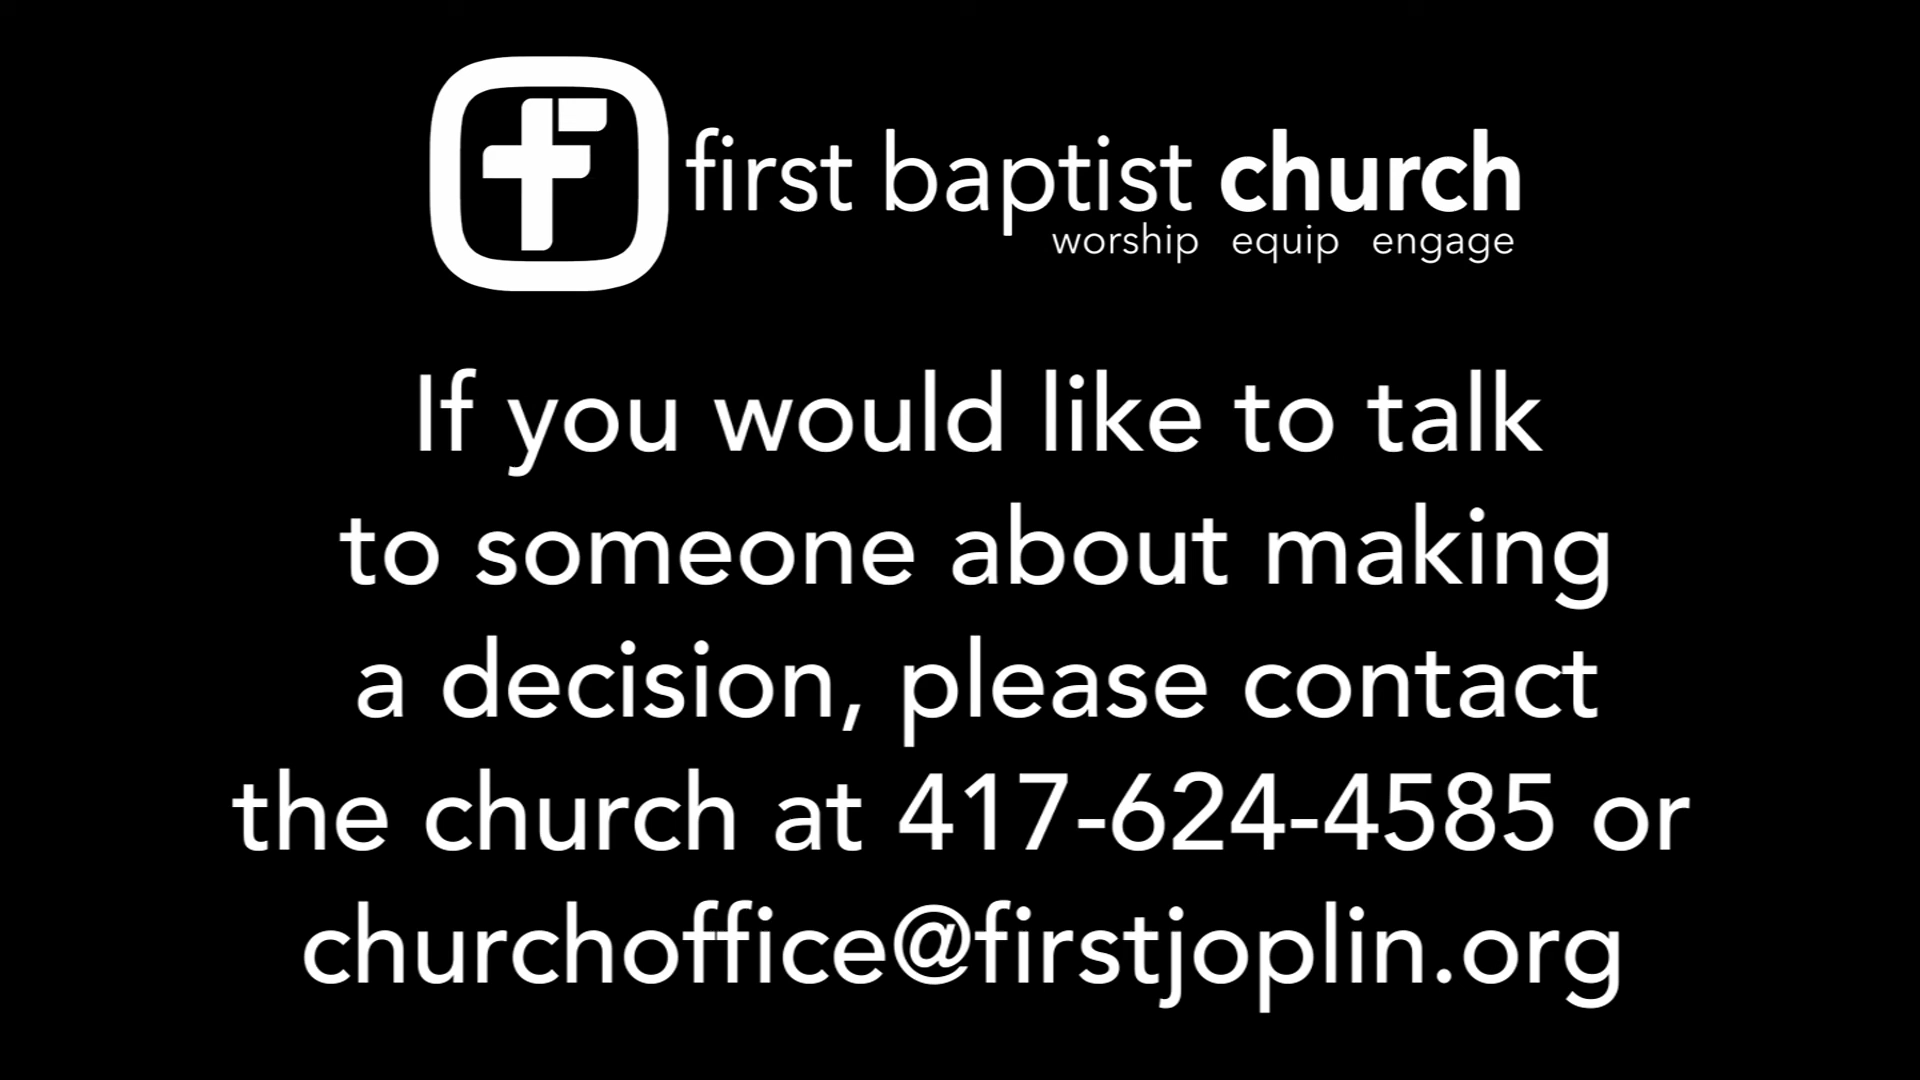 first baptist church
worship equip engage
If you would like to talk
to someone about making
a decision, please contact
the church at 417-624-4585 or
churchoffice@firstjoplin.org